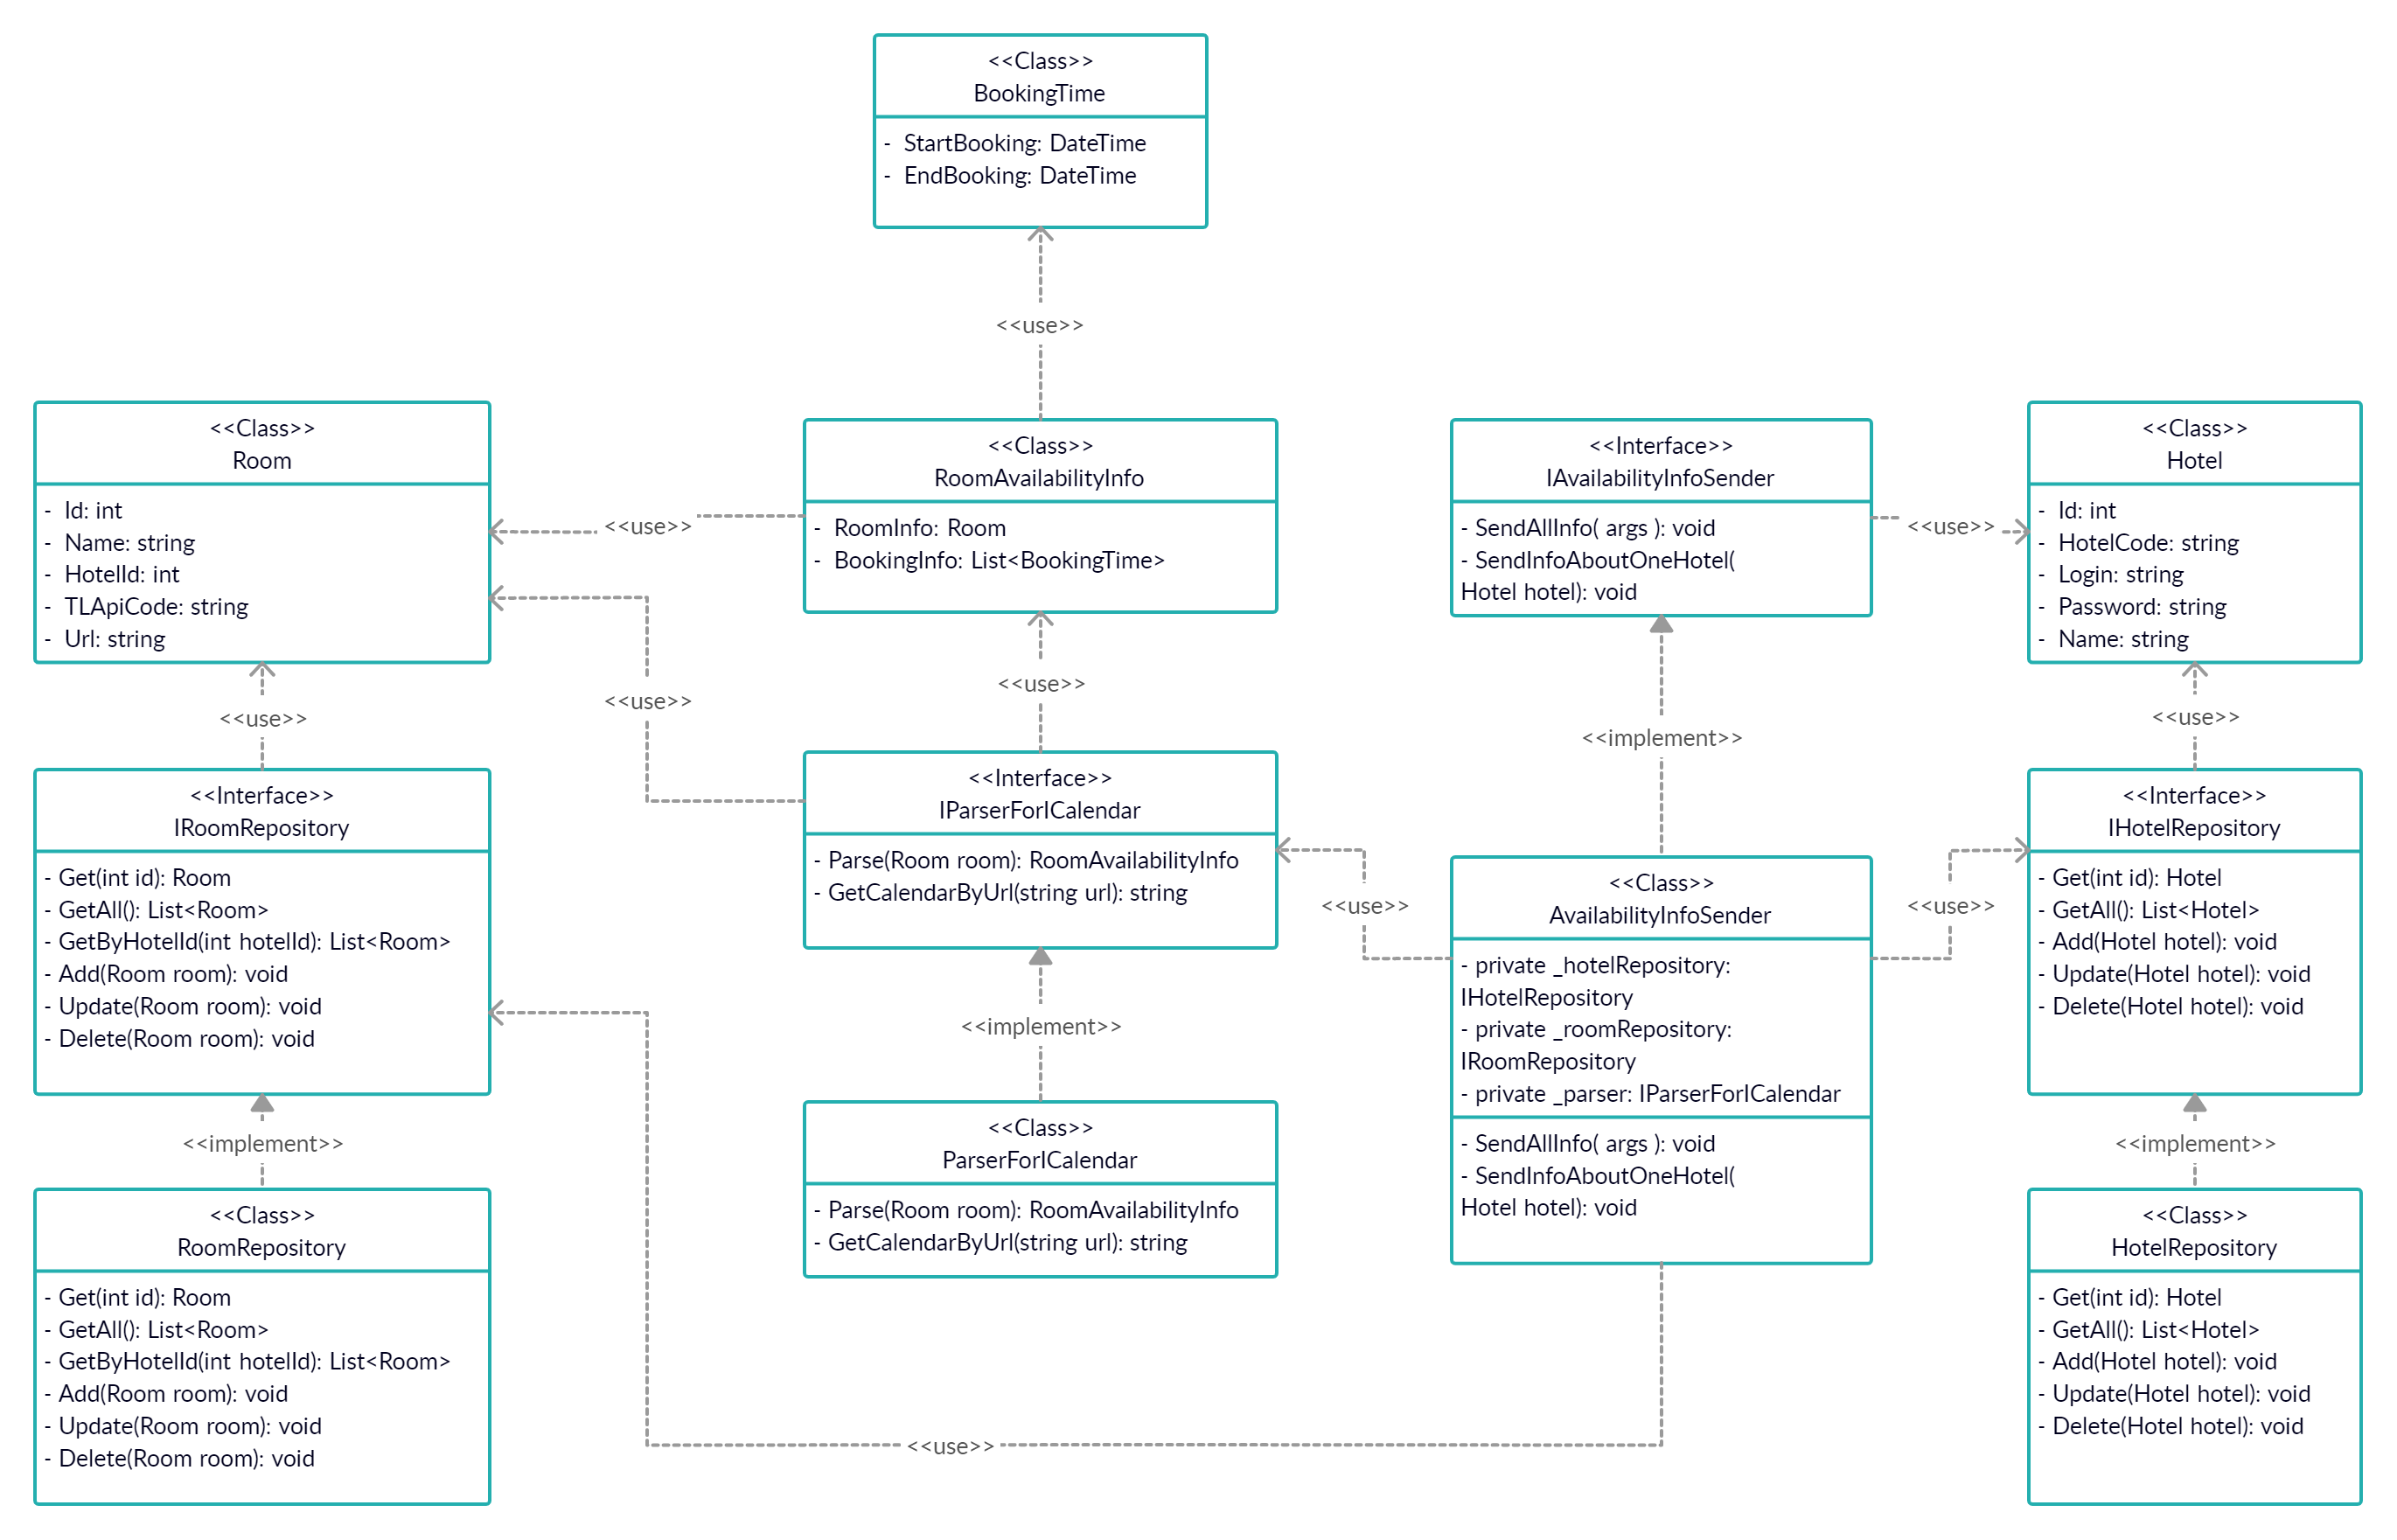 <<Class>>
BookingTime
- StartBooking: DateTime
- EndBooking: DateTime
<<use>>
<<Class>>
Room
- Id: int
- Name: string
- HotelId: int
- TLApiCode: string
- Url: string
<<use>>
<<Class>>
RoomAvailabilityInfo
- RoomInfo: Room
- BookingInfo: List<BookingTime>
<<Interface>>
IAvailabilityInfoSender
- SendAllInfo( args ): void
- SendInfoAboutOneHotel(
Hotel hotel): void
<<use>>
<<Class>>
Hotel
- Id: int
- HotelCode: string
- Login: string
- Password: string
- Name: string
<<use>>
<<use>>
<<use>>
<<implement>>
<<use>>
<<Interface>>
IRoomRepository
- Get(int id): Room
- GetAll(): List<Room>
- GetByHotelId(int hotelId): List<Room>
- Add(Room room): void
- Update(Room room): void
- Delete(Room room): void
<<Interface>>
IParserForICalendar
- Parse(Room room): RoomAvailabilityInfo
- GetCalendarByUrl(string url): string
<<use>>
<<Class>>
AvailabilityInfoSender
- private _hotelRepository:
IHotelRepository
- private _roomRepository:
IRoomRepository
- private _parser: IParserForICalendar
- SendAllInfo( args ): void
- SendInfoAboutOneHotel(
Hotel hotel): void
<<use>>
<<Interface>>
IHotelRepository
- Get(int id): Hotel
- GetAll(): List<Hotel>
- Add(Hotel hotel): void
- Update(Hotel hotel): void
- Delete(Hotel hotel): void
<<implement>>
<<implement>>
<<implement>>
<<Class>>
RoomRepository
- Get(int id): Room
- GetAll(): List<Room>
- GetByHotelId(int hotelId): List<Room>
- Add(Room room): void
- Update(Room room): void
- Delete(Room room): void
<<Class>>
ParserForICalendar
- Parse(Room room): RoomAvailabilityInfo
- GetCalendarByUrl(string url): string
<<Class>>
HotelRepository
- Get(int id): Hotel
- GetAll(): List<Hotel>
- Add(Hotel hotel): void
- Update(Hotel hotel): void
- Delete(Hotel hotel): void
<<use>>